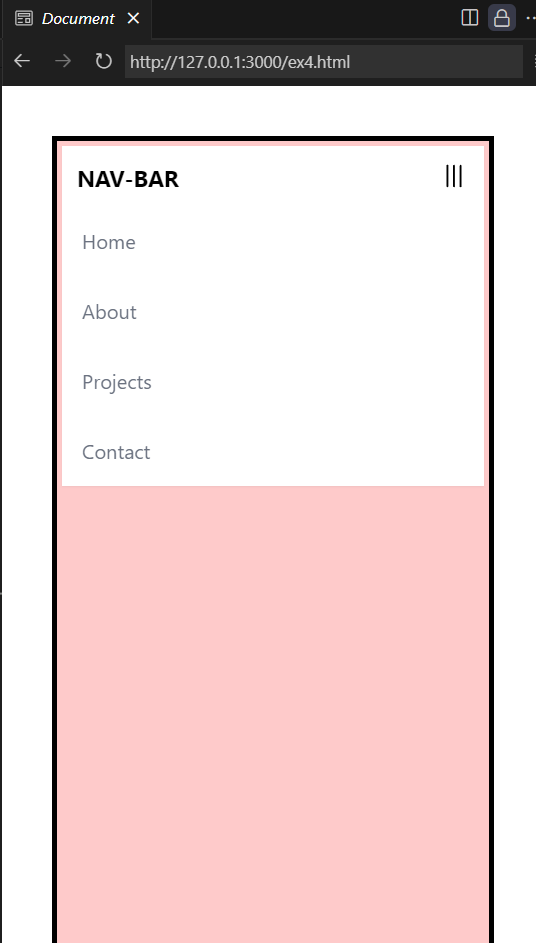 Document
http://127.0.0.1:3000/ex4.html
NAV-BAR
Home
About
Projects
Contact